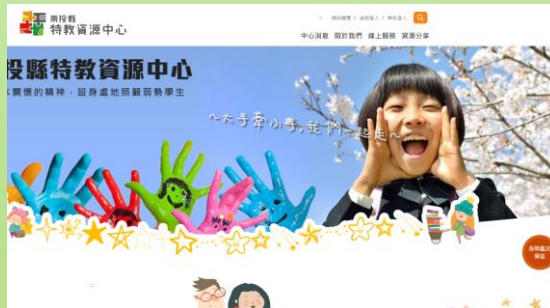 南投縣
特教資源中心
中心消息 關於我們 線上服務 資源分享
投縣特教資源中心
關懷的精神，設身處地照顧弱勢學生
~大手牽小手,我們一起走~